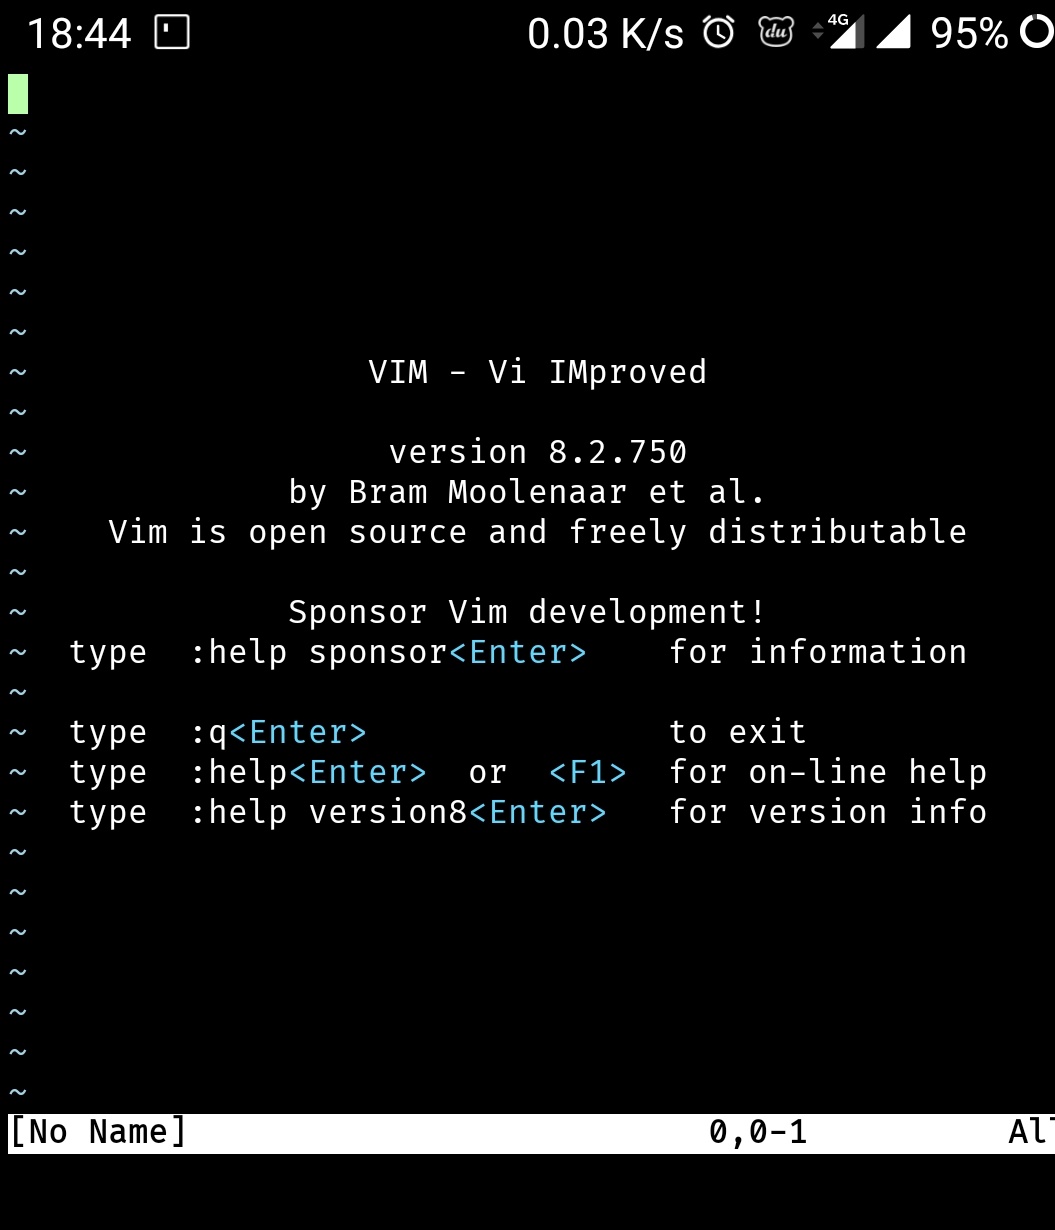 18:44 0.03 K/s 4G 95%
~
~
~
~
~
~
~ VIM - Vi IMproved
~
~ version 8.2.750
~ by Bram Moolenaar et al.
~ Vim is open source and freely distributable
~
~ Sponsor Vim development!
~ type :help sponsor<Enter> for information
~
~ type :q<Enter> to exit
~ type :help<Enter> or <F1> for on-line help
~ type :help version8<Enter> for version info
~
~
~
~
~
~
~
[No Name] 0,0-1 Al